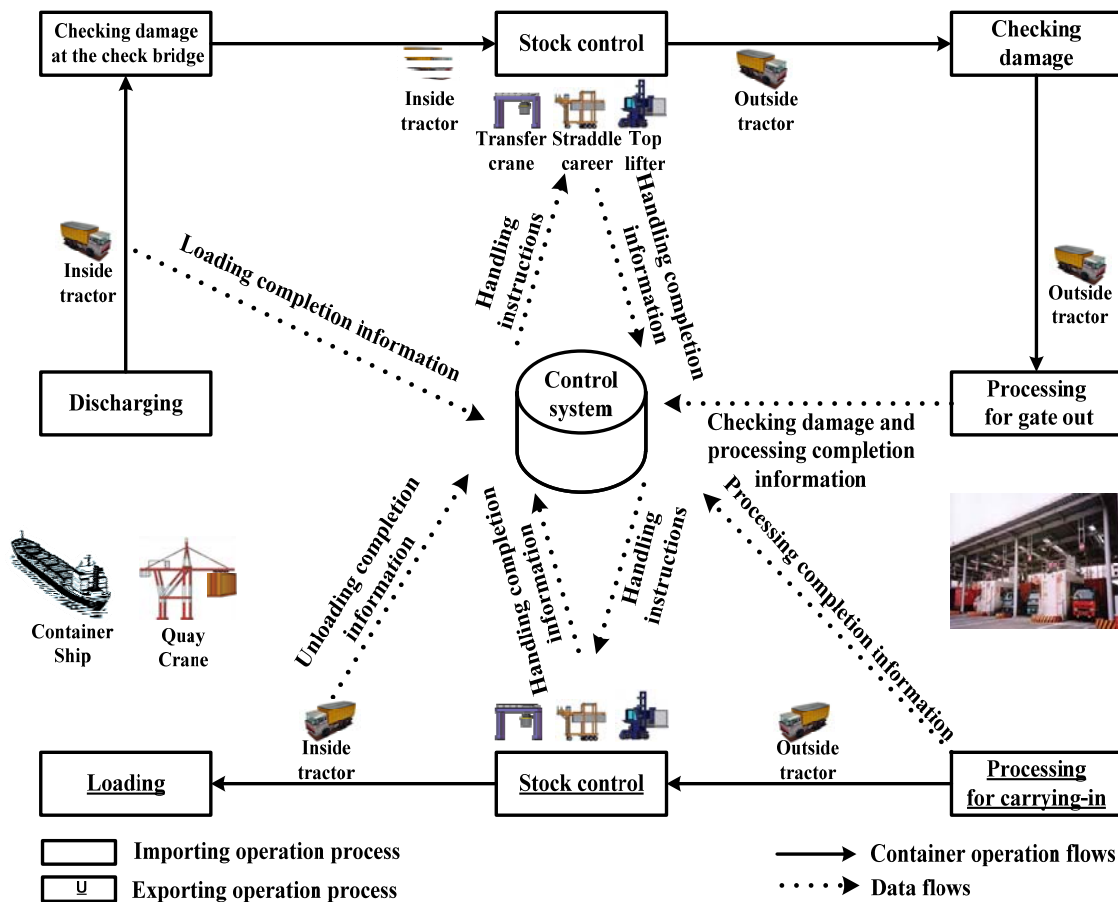 Checking damage
at the check bridge
Stock control
Checking
damage
Inside
tractor
Transfer
crane
Straddle
career
Top
lifter
Outside
tractor
Inside
tractor
Loading completion information
Handling
instructions
Handling completion
information
Outside
tractor
Discharging
Control
system
Processing
for gate out
Checking damage and
processing completion
information
Container
Ship
Quay
Crane
Unloading completion
information
Handling completion
information
Handling
instructions
Processing completion information
Inside
tractor
Outside
tractor
Loading
Stock control
Processing
for carrying-in
Importing operation process
U
Exporting operation process
Container operation flows
Data flows